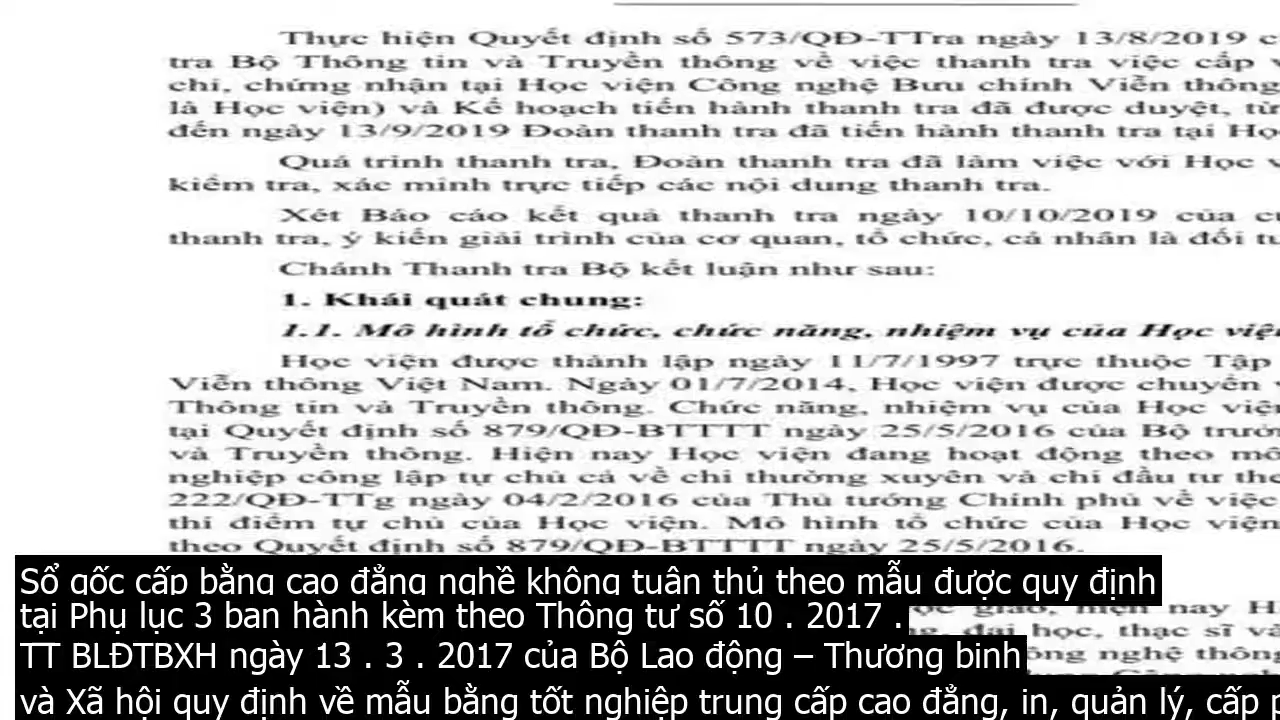 Thực hiện Quyết định số 573/QĐ-TTra ngày 13/8/2019 c
tra Bộ Thông tin và Truyền thông về việc thanh tra việc cấp v
chỉ, chứng nhận tại Học viện Công nghệ Bưu chính Viễn thông
là Học viện) và Kế hoạch tiến hành thanh tra đã được duyệt, từ
đến ngày 13/9/2019 Đoàn thanh tra đã tiến hành thanh tra tại Họ
Quá trình thanh tra, Đoàn thanh tra đã làm việc với Học v
kiểm tra, xác minh trực tiếp các nội dung thanh tra.
Xét Báo cáo kết quả thanh tra ngày 10/10/2019 của
thanh tra, ý kiến giải trình của cơ quan, tổ chức, cá nhân là đối
Chánh Thanh tra Bộ kết luận như sau:
1. Khái quát chung:
1.1. Mô hình tổ chức, chức năng, nhiệm vụ của Học viện
Học viện được thành lập ngày 11/7/1997 trực thuộc Tập
Viễn thông Việt Nam. Ngày 01/7/2014, Học viện được chuyển
Thông tin và Truyền thông. Chức năng, nhiệm vụ của Học viện
tại Quyết định số 879/QĐ-BTTTT ngày 25/5/2016 của Bộ trưởn
và Truyền thông. Hiện nay Học viện đang hoạt động theo mô
nghiệp công lập tự chủ cả về chi thường xuyên và chi đầu tư the
222/QĐ-TTg ngày 04/2/2016 của Thủ tướng Chính phủ về việc
thí điểm tự chủ của Học viện. Mô hình tổ chức của Học viện
theo Quyết định số 879/QĐ-BTTTT ngày 25/5/2016.
Sổ gốc cấp bằng cao đẳng nghề không tuân thủ theo mẫu được quy định
giao, hiện nay H
tại Phụ lục 3 ban hành kèm theo Thông tư số 10 . 2017 .
đại học, thạc sĩ và
TT BLĐTBXH ngày 13 . 3 . 2017 của Bộ Lao động – Thương binh
nghệ thông
và Xã hội quy định về mẫu bằng tốt nghiệp trung cấp cao đẳng, in, quản lý, cấp